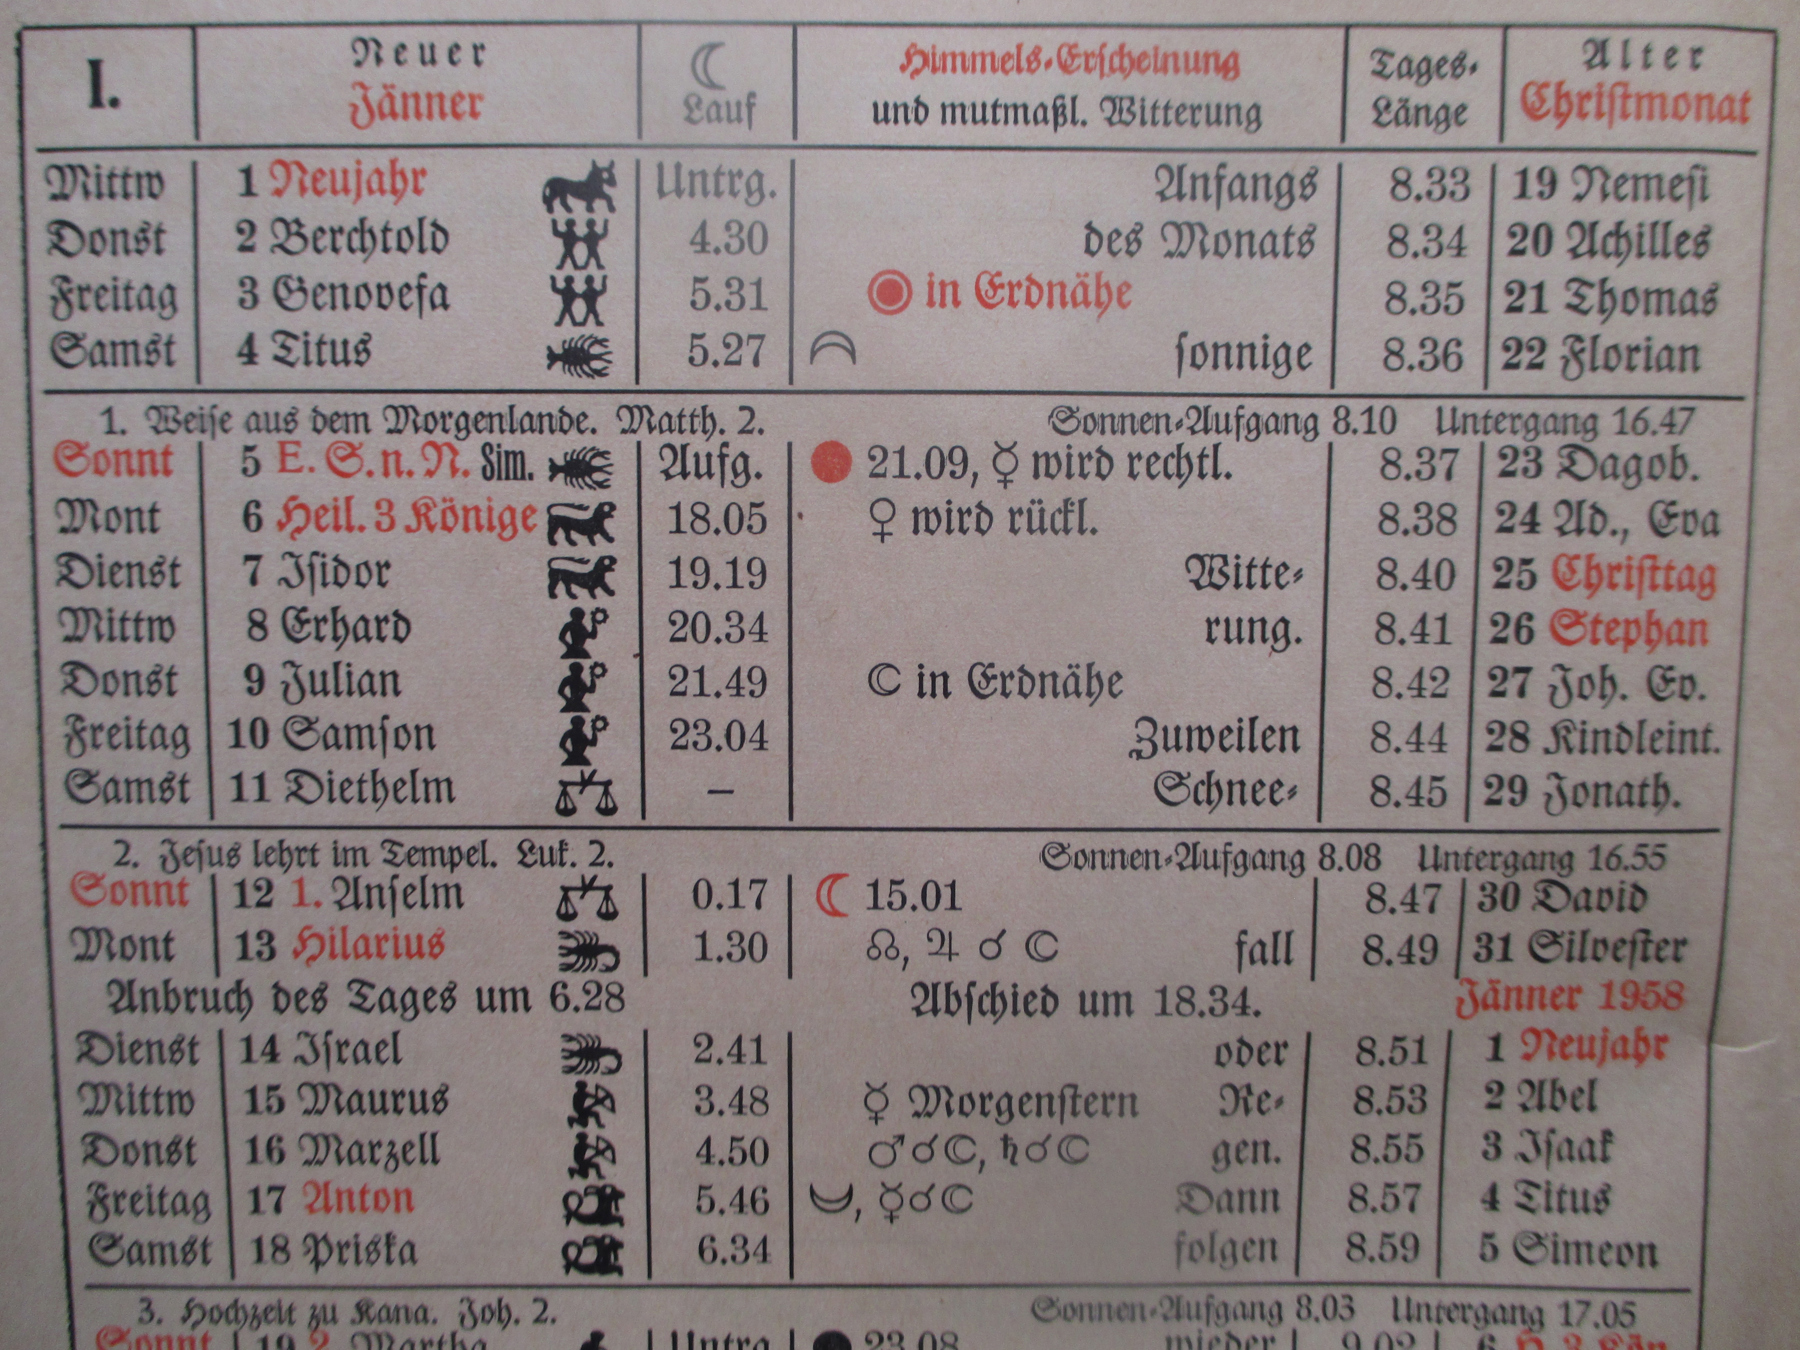 I. Neuer Jänner ☾ Lauf Himmels-Erscheinung und mutmaßl. Witterung Tages-Länge Alter Christmonat
Mittw 1 Neujahr Untrg. Anfangs 8.33 19 Nemesi
Donst 2 Berchtold 4.30 des Monats 8.34 20 Achilles
Freitag 3 Genovefa 5.31 in Erdnähe 8.35 21 Thomas
Samst 4 Titus 5.27 sonnige 8.36 22 Florian
1. Weise aus dem Morgenlande. Matth. 2. Sonnen-Aufgang 8.10 Untergang 16.47
Sonnt 5 E. S. n. N. Sim. Aufg. 21.09, ☿ wird rechtl. 8.37 23 Dagob.
Mont 6 Heil. 3 Könige 18.05 ♀ wird rückl. 8.38 24 Ad., Eva
Dienst 7 Isidor 19.19 Witte- 8.40 25 Christtag
Mittw 8 Erhard 20.34 rung. 8.41 26 Stephan
Donst 9 Julian 21.49 ☾ in Erdnähe 8.42 27 Joh. Ev.
Freitag 10 Samson 23.04 Zuweilen 8.44 28 Kindleint.
Samst 11 Diethelm – Schnee- 8.45 29 Jonath.
2. Jesus lehrt im Tempel. Luk. 2. Sonnen-Aufgang 8.08 Untergang 16.55
Sonnt 12 1. Anselm 0.17 ☾ 15.01 8.47 30 David
Mont 13 Hilarius 1.30 ☊, ♃ ☌ ☾ fall 8.49 31 Silvester
Anbruch des Tages um 6.28 Abschied um 18.34. Jänner 1958
Dienst 14 Israel 2.41 oder 8.51 1 Neujahr
Mittw 15 Maurus 3.48 ☿ Morgenstern Re- 8.53 2 Abel
Donst 16 Marzell 4.50 ♂☌☾, ♄☌☾ gen. 8.55 3 Isaak
Freitag 17 Anton 5.46 , ☿☌☾ Dann 8.57 4 Titus
Samst 18 Priska 6.34 folgen 8.59 5 Simeon
3. Hochzeit zu Kana. Joh. 2. Sonnen-Aufgang 8.03 Untergang 17.05
Sonnt 19 2. Martha Untrg 23.08 wieder 9.02 6 H. 3 Kön